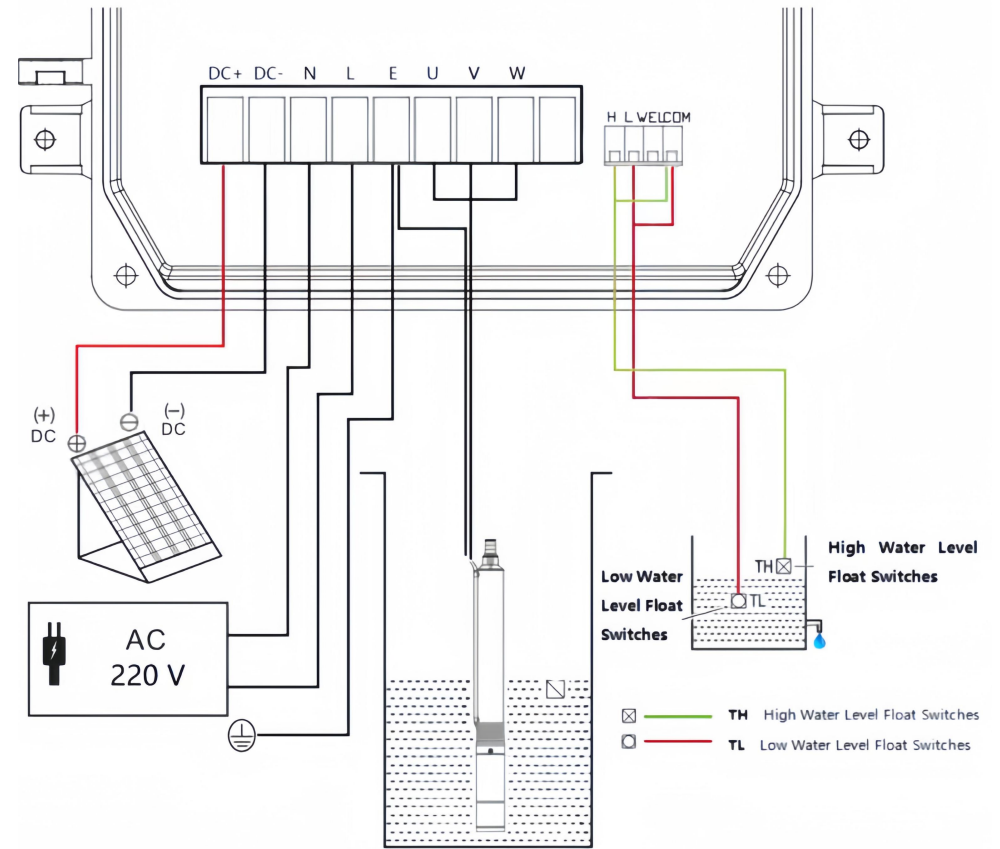 DC+ DC- N L E U V W
H L WELCOM
(+)
DC
(−)
DC
AC
220 V
TH
High Water Level
Float Switches
Low Water
Level Float
Switches
TL
TH High Water Level Float Switches
TL Low Water Level Float Switches